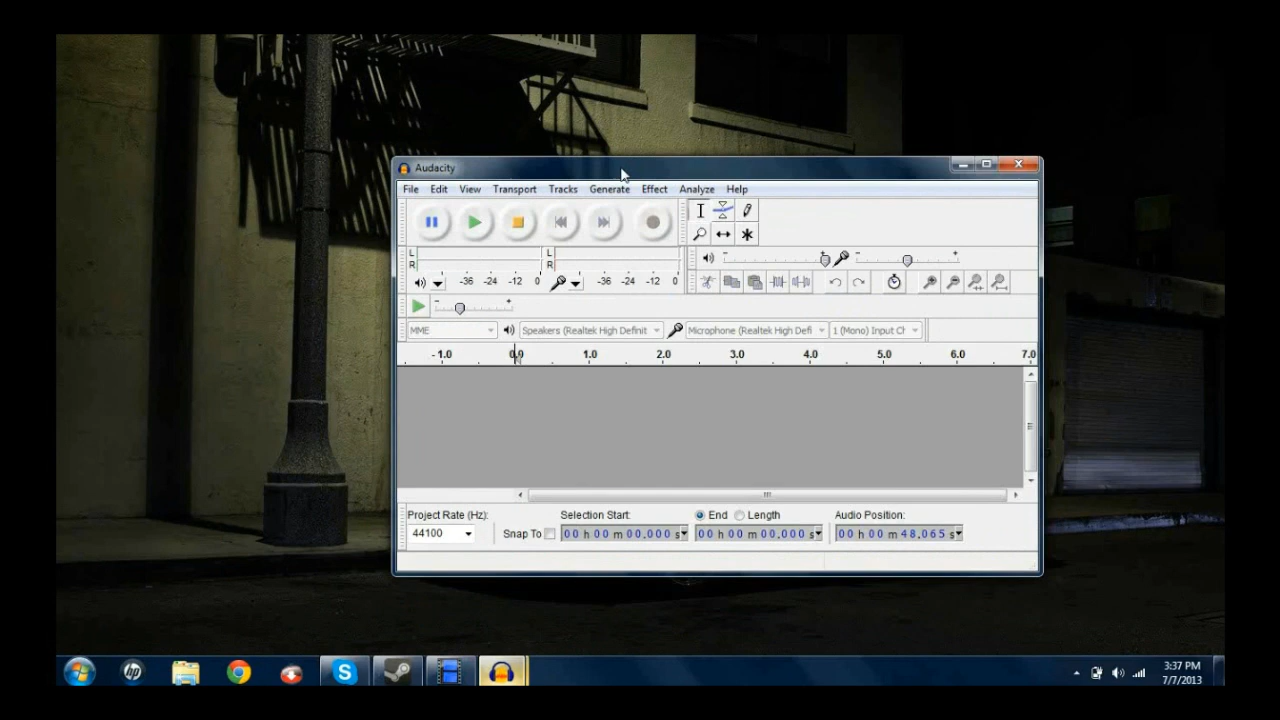 Audacity
File Edit View Transport Tracks Generate Effect Analyze Help
L L
R R
-36 -24 -12 0 -36 -24 -12 0
MME Speakers (Realtek High Definit Microphone (Realtek High Defi 1 (Mono) Input Ch
-1.0 0.0 1.0 2.0 3.0 4.0 5.0 6.0 7.0
Project Rate (Hz): Selection Start: End Length Audio Position:
44100 Snap To 00 h 00 m 00.000 s 00 h 00 m 00.000 s 00 h 00 m 48.065 s
hp
3:37 PM
7/7/2013